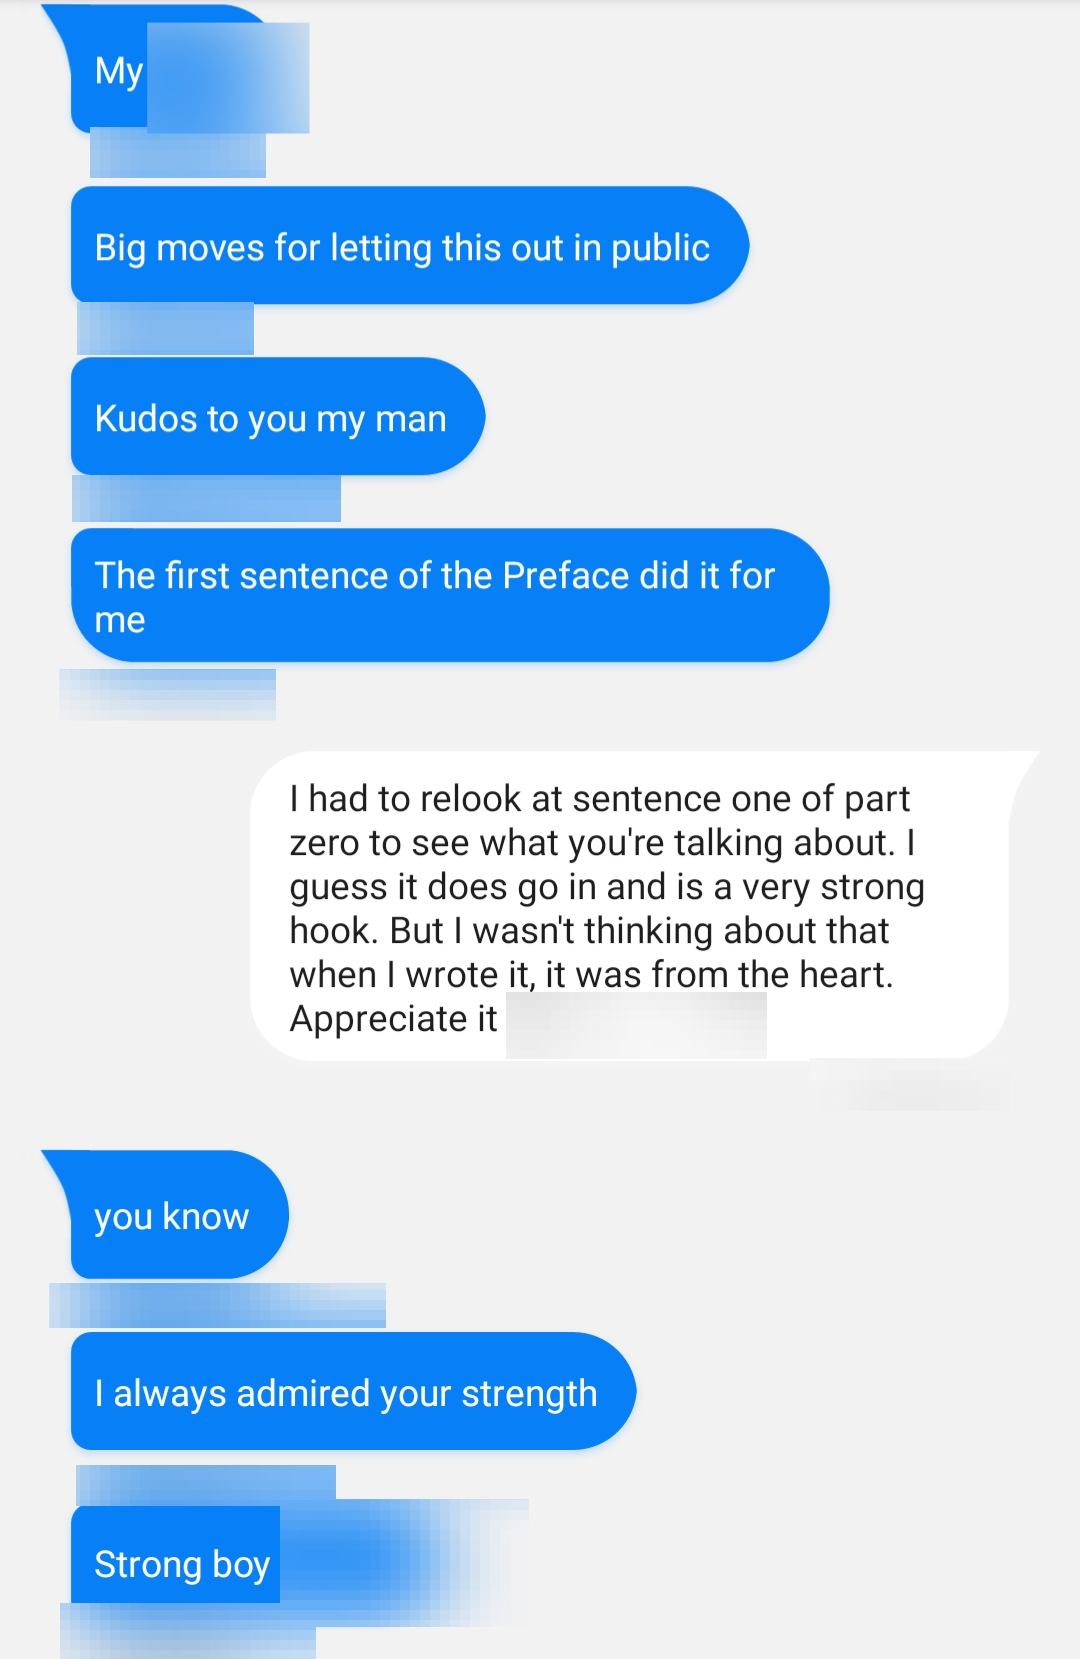 My
Big moves for letting this out in public
Kudos to you my man
The first sentence of the Preface did it for
me
I had to relook at sentence one of part
zero to see what you're talking about. I
guess it does go in and is a very strong
hook. But I wasn't thinking about that
when I wrote it, it was from the heart.
Appreciate it
you know
I always admired your strength
Strong boy